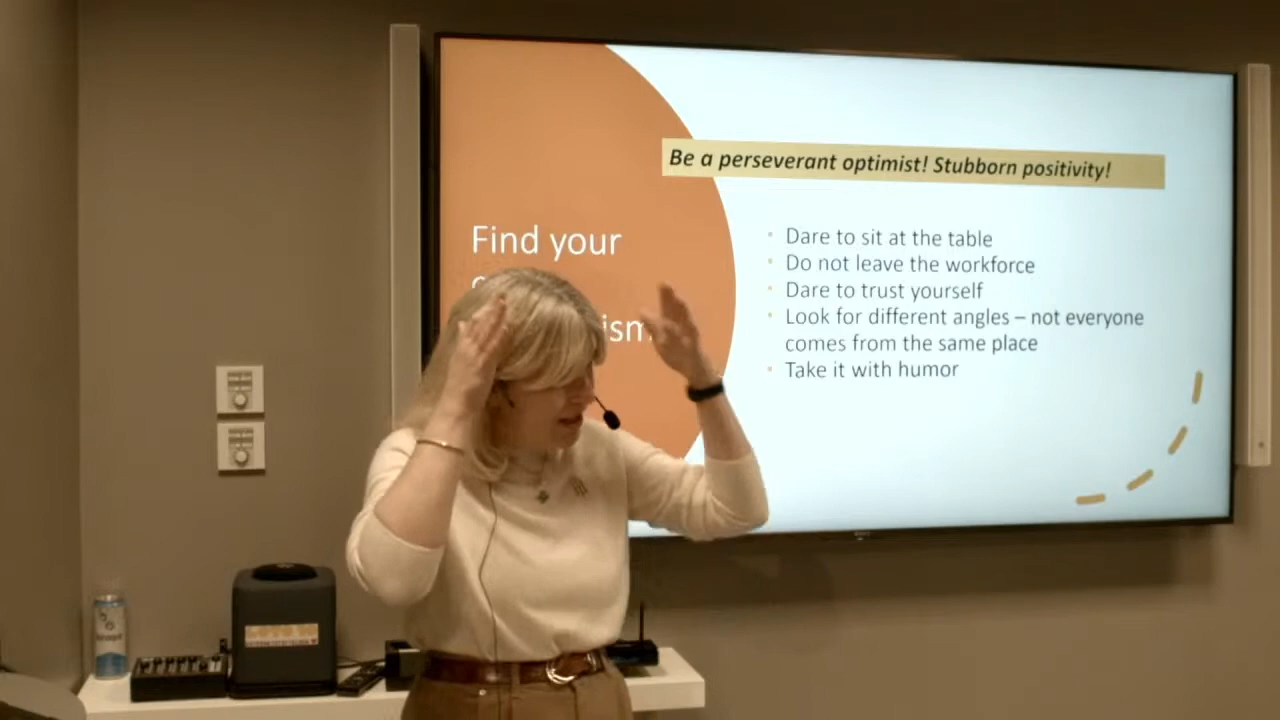 Be a perseverant optimist! Stubborn positivity!
Find your
Dare to sit at the table
Do not leave the workforce
Dare to trust yourself
Look for different angles – not everyone
comes from the same place
Take it with humor